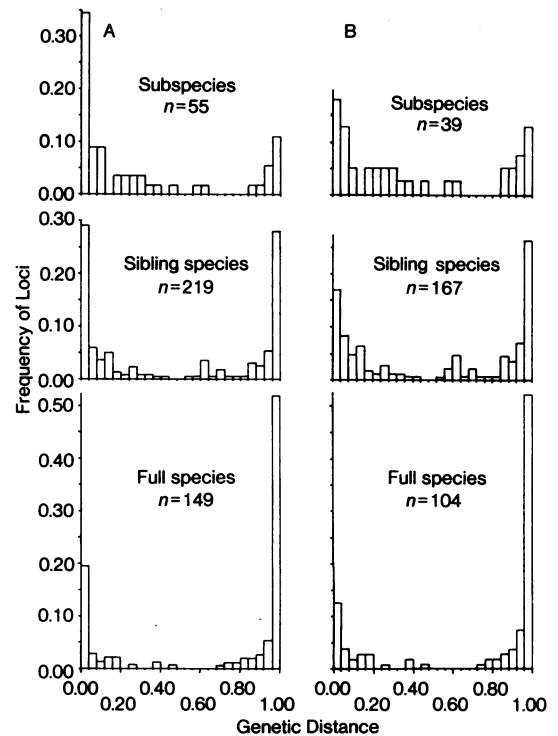 A
B
0.30
Subspecies
n=55
Subspecies
n=39
0.20
0.10
0.00
0.30
Sibling species
n=219
Sibling species
n=167
0.20
0.10
0.00
Frequency of Loci
0.50
0.40
Full species
n=149
Full species
n=104
0.30
0.20
0.10
0.00
0.00 0.40 0.80 0.00 0.40 0.80
0.20 0.60 1.00 0.20 0.60 1.00
Genetic Distance